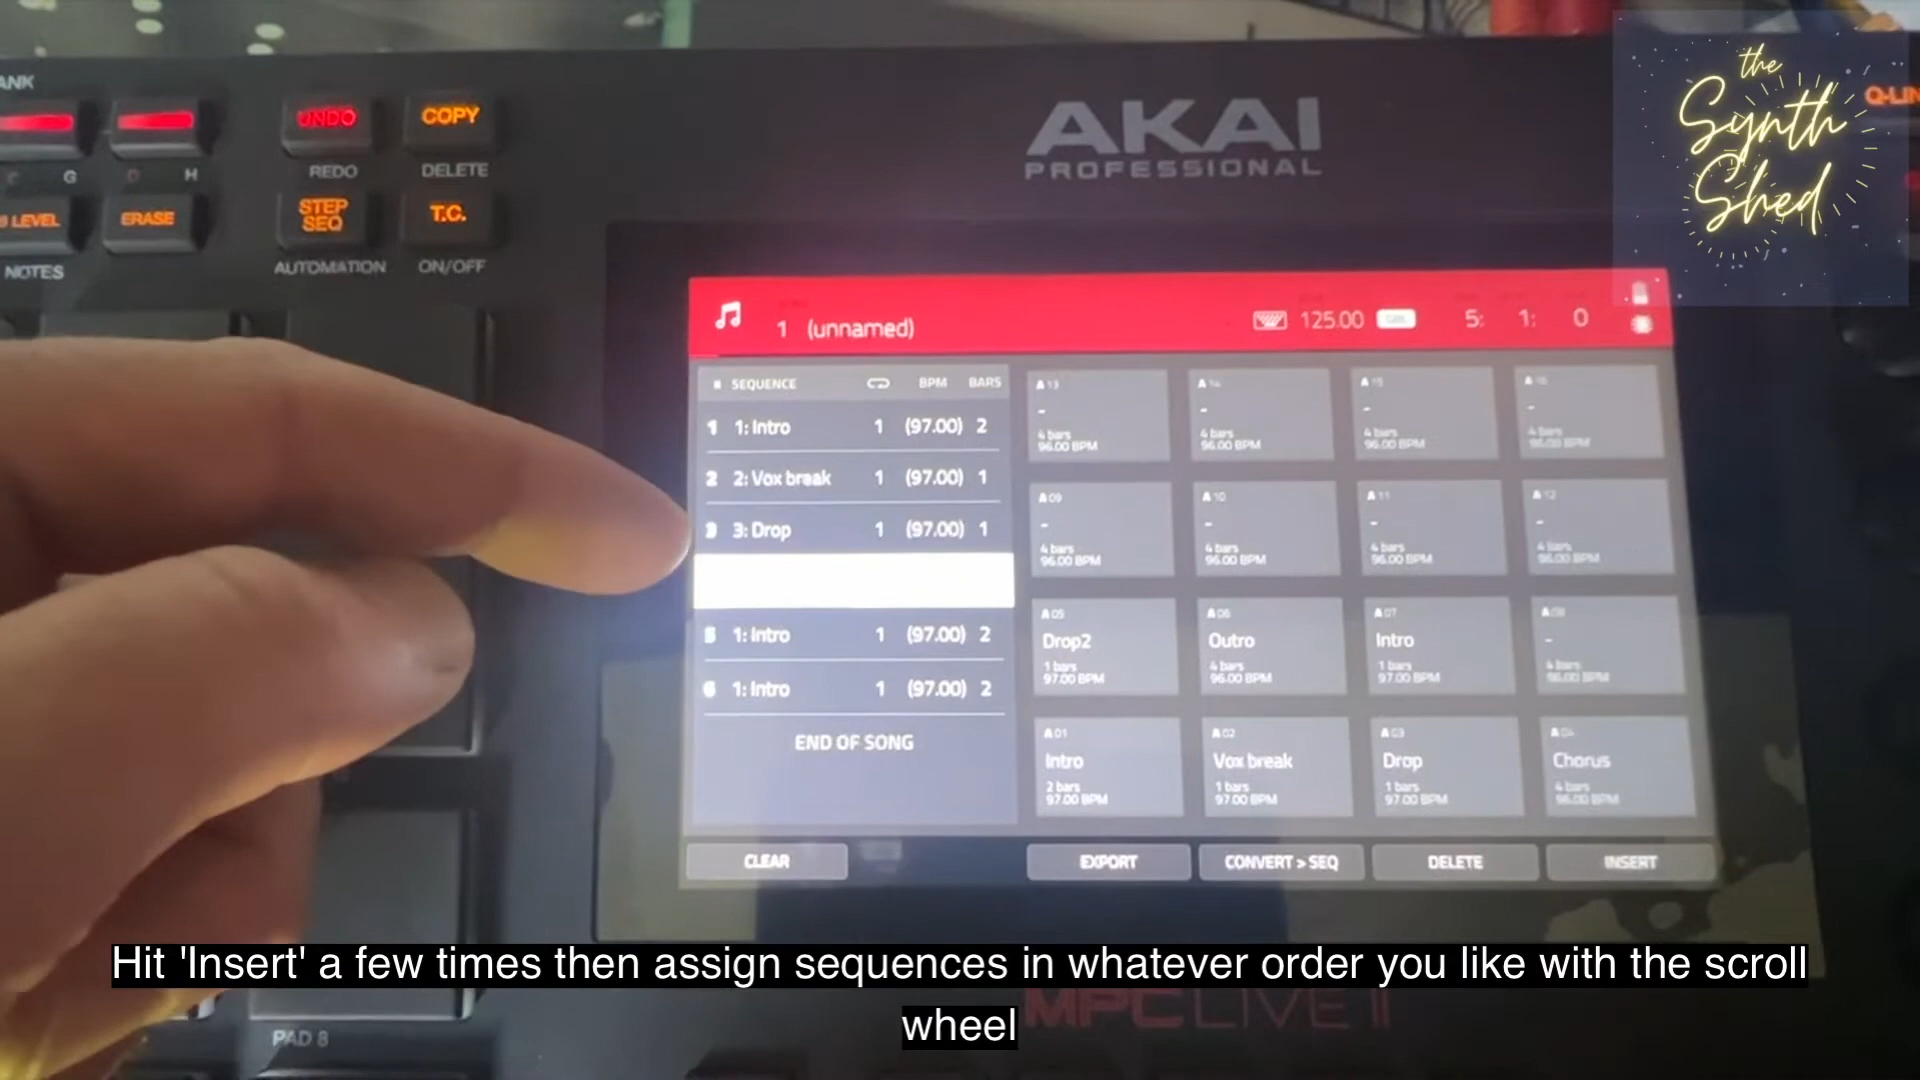 ANK
UNDO
COPY
REDO
DELETE
G
H
LEVEL
ERASE
STEP
SEQ
T.C.
NOTES
AUTOMATION
ON/OFF
AKAI
PROFESSIONAL
the
Synth
Shed
Q-LIN
1 (unnamed)
125.00
5: 1: 0
# SEQUENCE BPM BARS
1 1: Intro 1 (97.00) 2
2 2: Vox break 1 (97.00) 1
3 3: Drop 1 (97.00) 1
5 1: Intro 1 (97.00) 2
6 1: Intro 1 (97.00) 2
END OF SONG
A13
-
4 bars
96.00 BPM
A14
-
4 bars
96.00 BPM
A15
-
4 bars
96.00 BPM
A16
-
4 bars
96.00 BPM
A09
-
4 bars
96.00 BPM
A10
-
4 bars
96.00 BPM
A11
-
4 bars
96.00 BPM
A12
-
4 bars
96.00 BPM
A05
Drop2
1 bars
97.00 BPM
A06
Outro
4 bars
96.00 BPM
A07
Intro
1 bars
97.00 BPM
A08
-
4 bars
96.00 BPM
A01
Intro
2 bars
97.00 BPM
A02
Vox break
1 bars
97.00 BPM
A03
Drop
1 bars
97.00 BPM
A04
Chorus
4 bars
96.00 BPM
CLEAR
EXPORT
CONVERT > SEQ
DELETE
INSERT
Hit 'Insert' a few times then assign sequences in whatever order you like with the scroll
wheel
MPC LIVE II
PAD 8